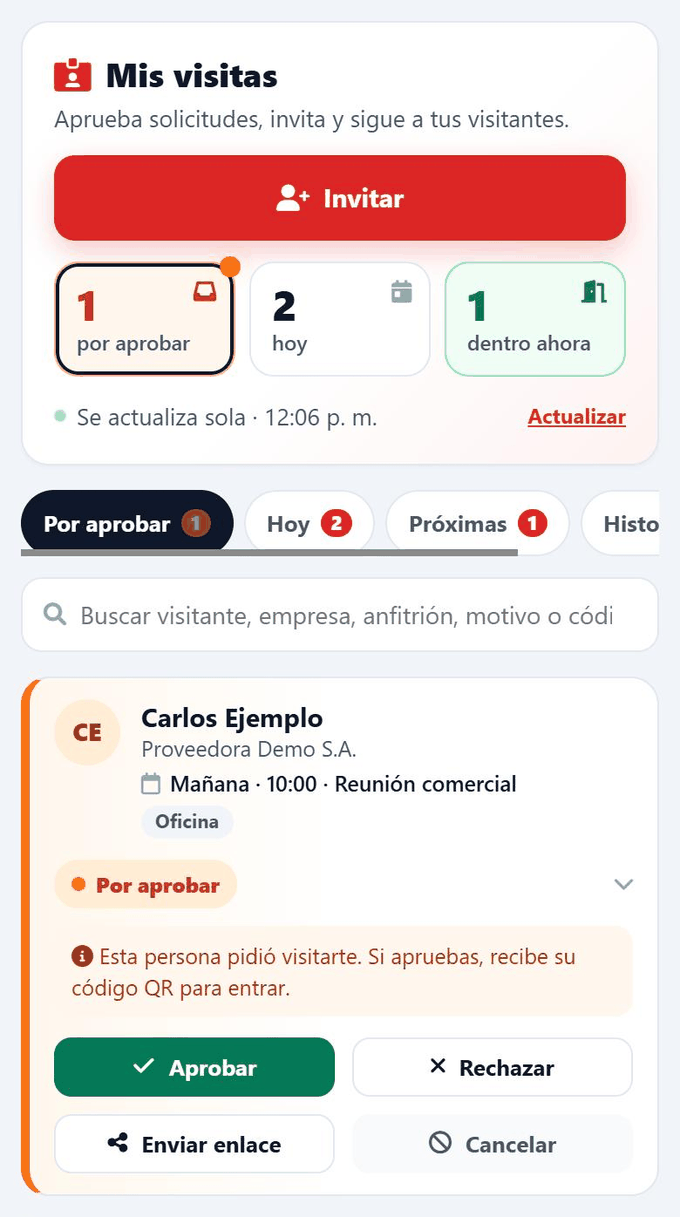 Mis visitas
Aprueba solicitudes, invita y sigue a tus visitantes.
Invitar
1
por aprobar
2
hoy
1
dentro ahora
Se actualiza sola · 12:06 p. m.
Actualizar
Por aprobar 1
Hoy 2
Próximas 1
Histo
Buscar visitante, empresa, anfitrión, motivo o códi
CE
Carlos Ejemplo
Proveedora Demo S.A.
Mañana · 10:00 · Reunión comercial
Oficina
Por aprobar
Esta persona pidió visitarte. Si apruebas, recibe su
código QR para entrar.
Aprobar
Rechazar
Enviar enlace
Cancelar